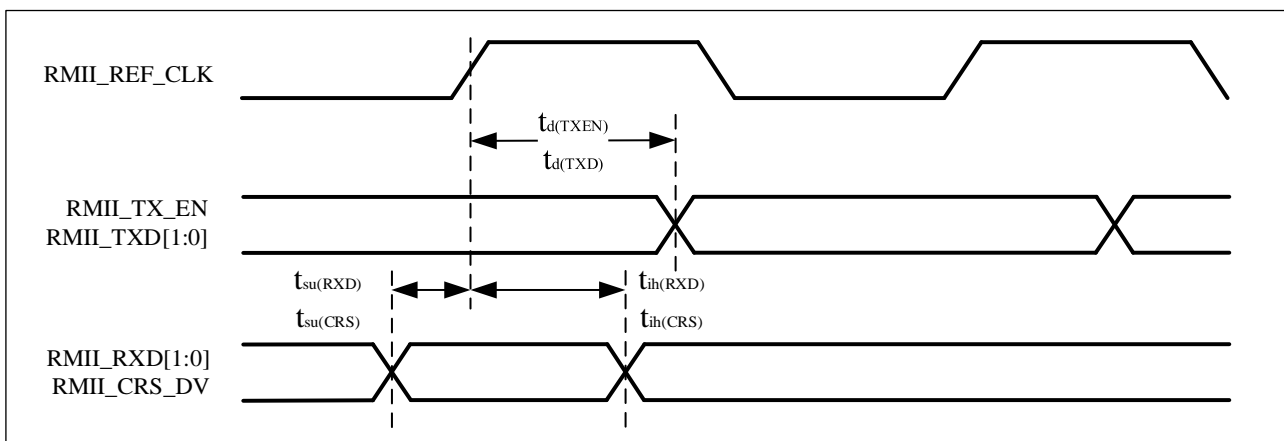 RMII_REF_CLK
td(TXEN)
td(TXD)
RMII_TX_EN
RMII_TXD[1:0]
tsu(RXD)
tih(RXD)
tsu(CRS)
tih(CRS)
RMII_RXD[1:0]
RMII_CRS_DV